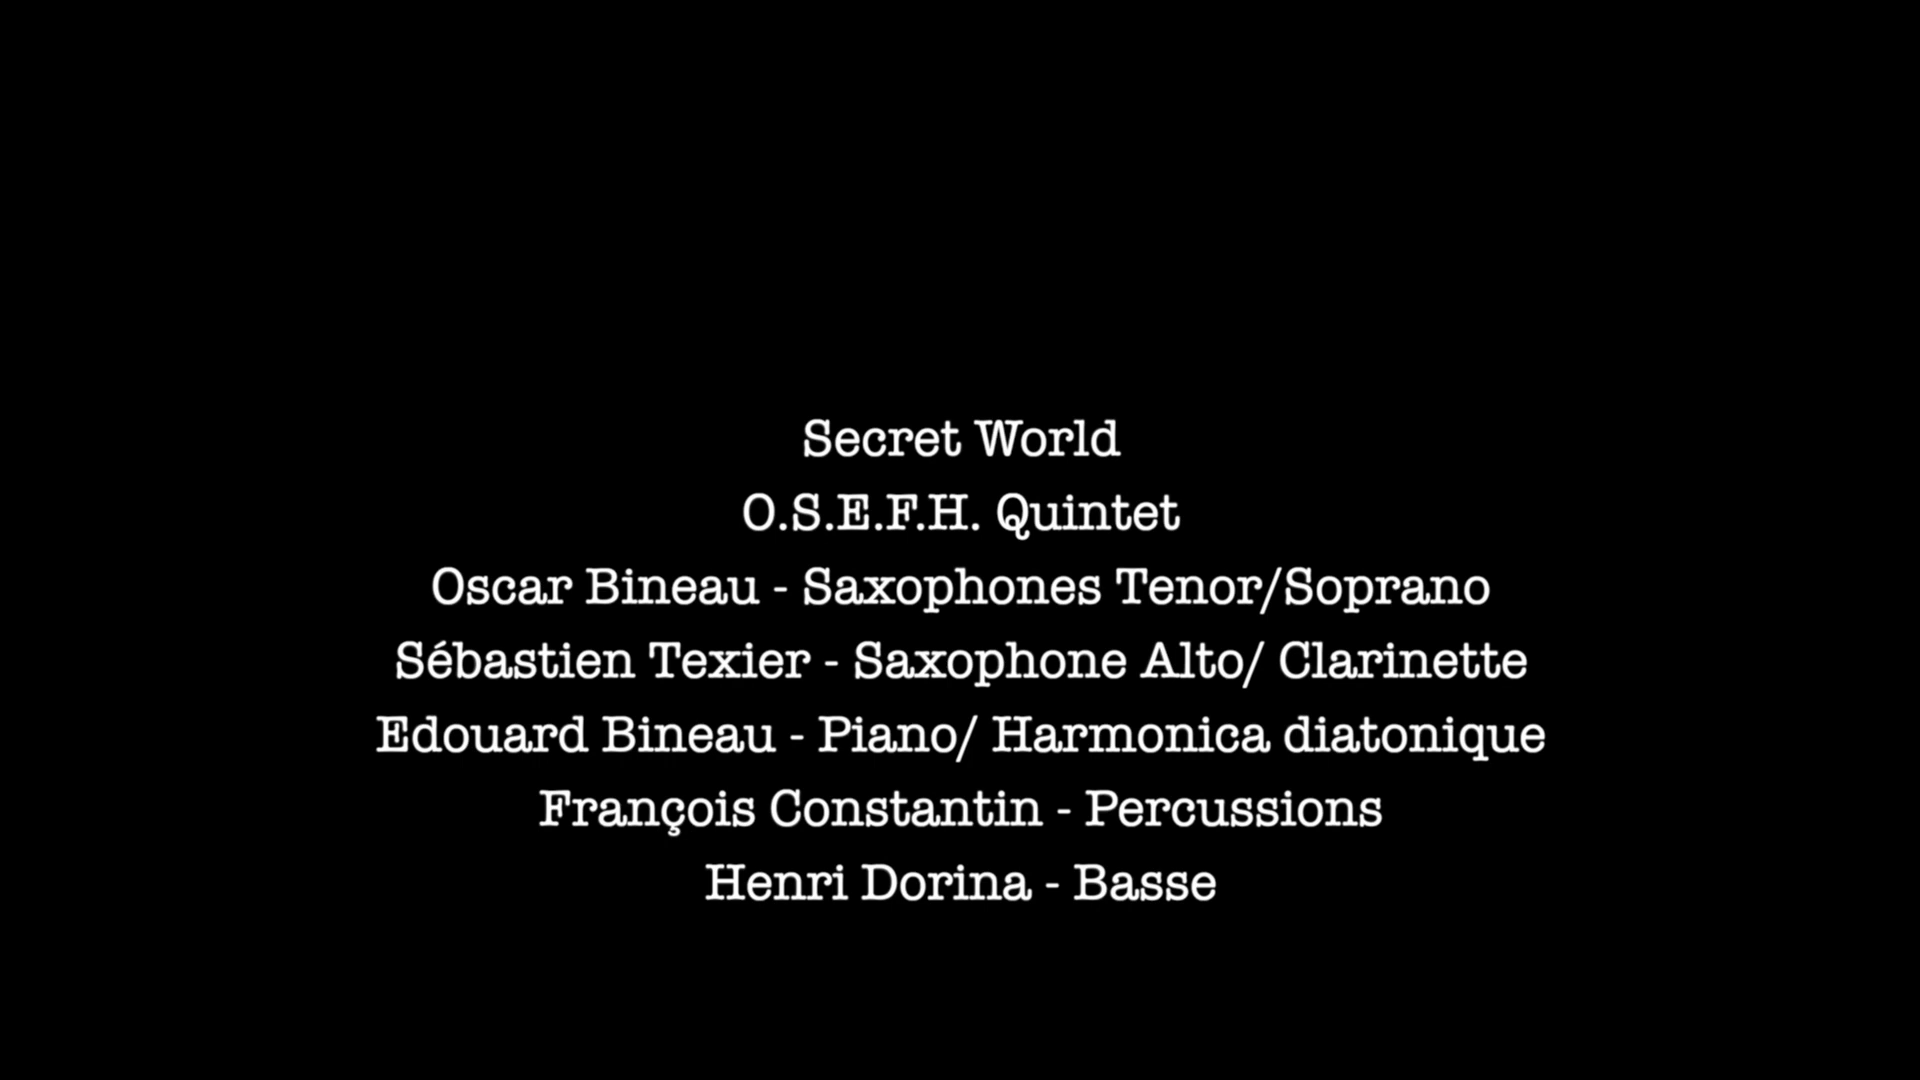 Secret World
O.S.E.F.H. Quintet
Oscar Bineau - Saxophones Tenor/Soprano
Sébastien Texier - Saxophone Alto/ Clarinette
Edouard Bineau - Piano/ Harmonica diatonique
François Constantin - Percussions
Henri Dorina - Basse